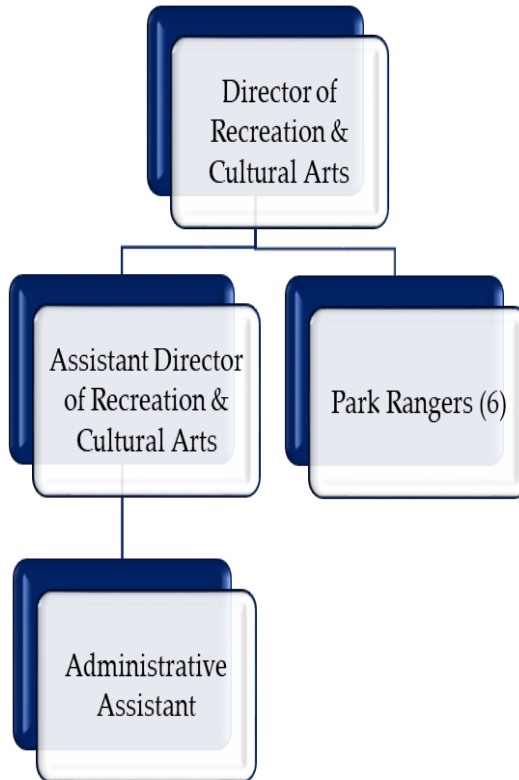 Director of
Recreation &
Cultural Arts
Assistant Director
of Recreation &
Cultural Arts
Park Rangers (6)
Administrative
Assistant